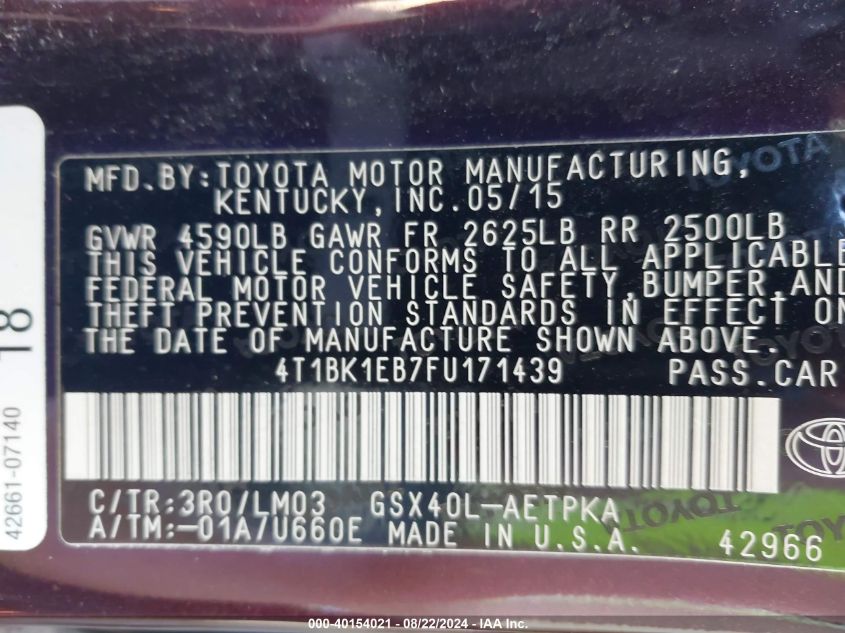 MFD.BY:TOYOTA MOTOR MANUFACTURING,
KENTUCKY,INC.05/15
GVWR 4590LB GAWR FR 2625LB RR 2500LB
THIS VEHICLE CONFORMS TO ALL APPLICABLE
FEDERAL MOTOR VEHICLE SAFETY,BUMPER,AND
THEFT PREVENTION STANDARDS IN EFFECT ON
THE DATE OF MANUFACTURE SHOWN ABOVE.
4T1BK1EB7FU171439 PASS.CAR
C/TR:3R0/LM03 GSX40L-AETPKA
A/TM:-01A7U660E MADE IN U.S.A. 42966
18
42661-07140
TOYOTA
TOYOTA
TOYOTA
000-40154021 - 08/22/2024 - IAA Inc.